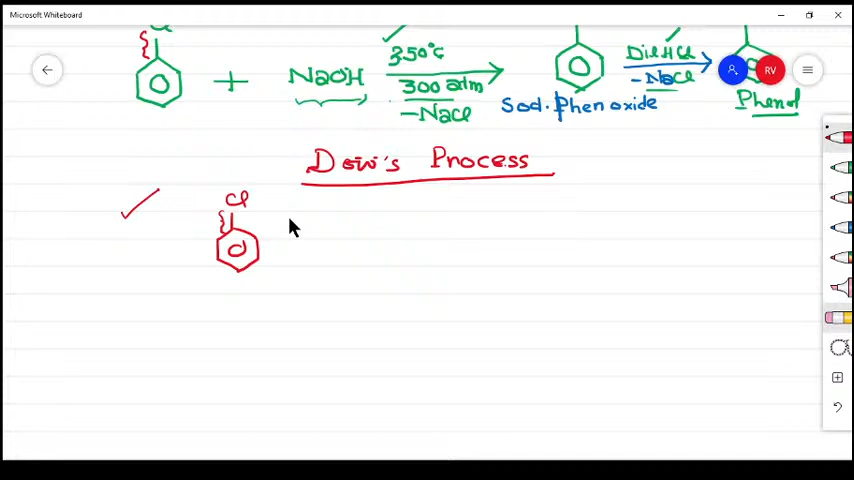 Microsoft Whiteboard
+ NaOH 350°c Dil HCl
300 atm - NaCl
- NaCl Sod. Phenoxide Phenol
RV
Dow's Process
Cl